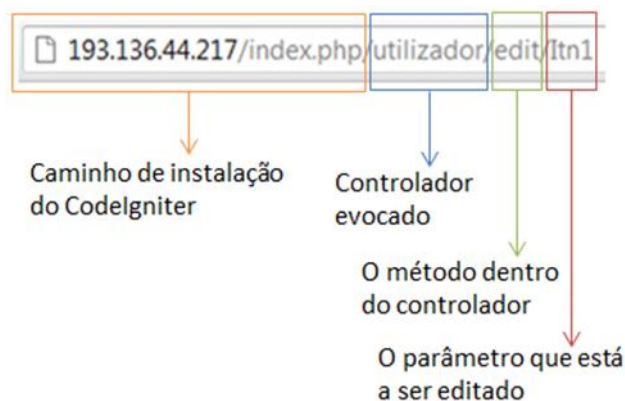 193.136.44.217/index.php/utilizador/edit/Itn1
Caminho de instalação
do CodeIgniter
Controlador
evocado
O método dentro
do controlador
O parâmetro que está
a ser editado